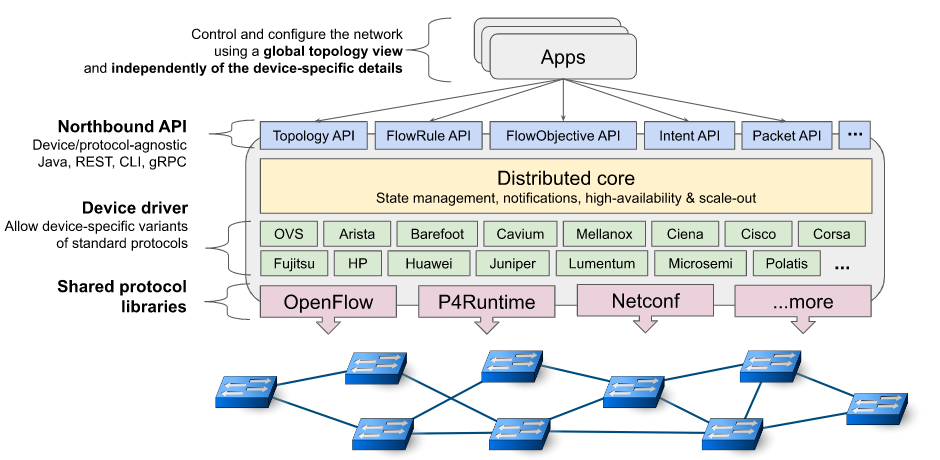 Control and configure the network
using a global topology view
and independently of the device-specific details
Apps
Northbound API
Device/protocol-agnostic
Java, REST, CLI, gRPC
Topology API
FlowRule API
FlowObjective API
Intent API
Packet API
...
Distributed core
State management, notifications, high-availability & scale-out
Device driver
Allow device-specific variants
of standard protocols
OVS
Arista
Barefoot
Cavium
Mellanox
Ciena
Cisco
Corsa
Fujitsu
HP
Huawei
Juniper
Lumentum
Microsemi
Polatis
...
Shared protocol
libraries
OpenFlow
P4Runtime
Netconf
...more